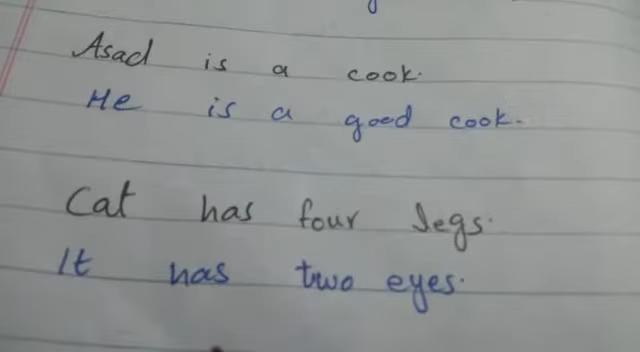 Asad is a cook.
He is a good cook.
Cat has four legs.
It has two eyes.